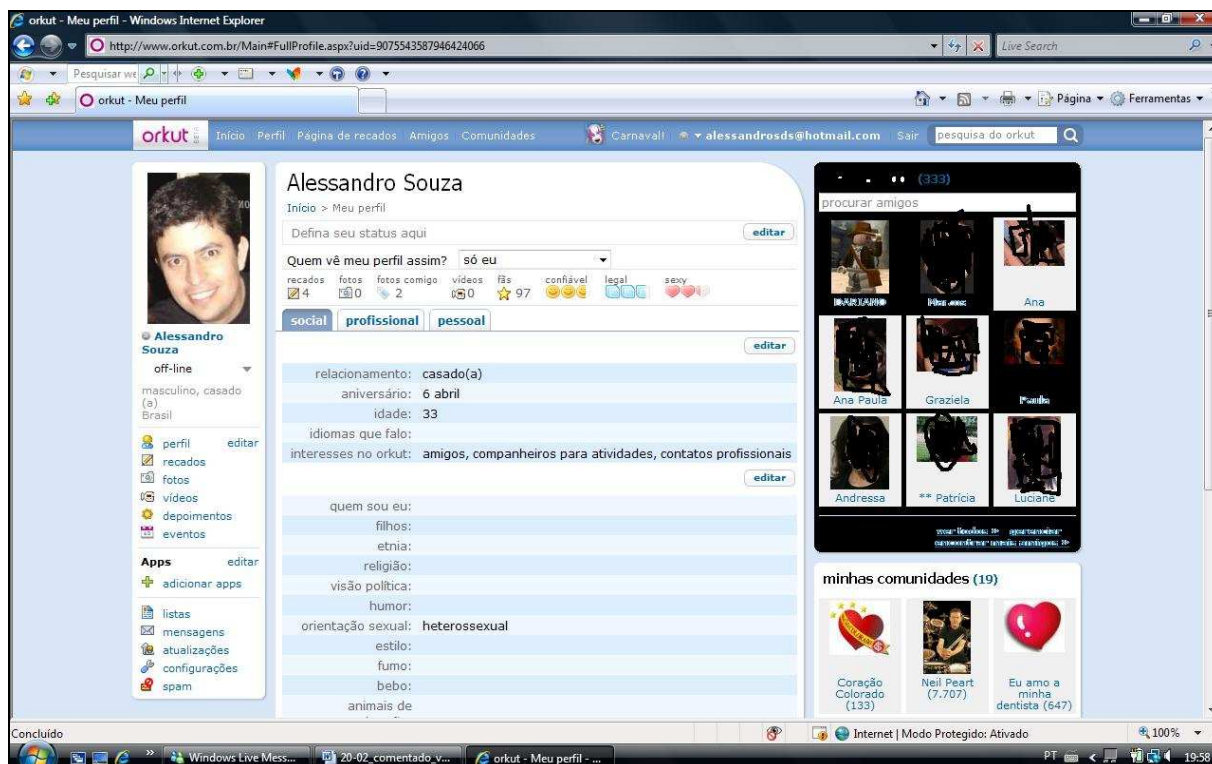 orkut - Meu perfil - Windows Internet Explorer
http://www.orkut.com.br/Main#FullProfile.aspx?uid=9075543587946424066
Live Search
Pesquisar we
orkut - Meu perfil
Página
Ferramentas
orkut
Início Perfil Página de recados Amigos Comunidades
Carnaval!
alessandrosds@hotmail.com
Sair
pesquisa do orkut
Alessandro Souza
off-line
masculino, casado
(a)
Brasil
perfil editar
recados
fotos
vídeos
depoimentos
eventos
Apps editar
adicionar apps
listas
mensagens
atualizações
configurações
spam
Alessandro Souza
Início > Meu perfil
Defina seu status aqui
editar
Quem vê meu perfil assim? só eu
recados fotos fotos comigo vídeos fãs confiável legal sexy
4 0 2 0 97
social profissional pessoal
editar
relacionamento: casado(a)
aniversário: 6 abril
idade: 33
idiomas que falo:
interesses no orkut: amigos, companheiros para atividades, contatos profissionais
editar
quem sou eu:
filhos:
etnia:
religião:
visão política:
humor:
orientação sexual: heterossexual
estilo:
fumo:
bebo:
animais de
(333)
procurar amigos
Ana
Ana Paula Graziela Paula
Andressa ** Patrícia Luciane
minhas comunidades (19)
Coração
Colorado
(133)
Neil Peart
(7.707)
Eu amo a
minha
dentista (647)
Concluído
Internet | Modo Protegido: Ativado
100%
Windows Live Mess...
20-02_comentado_v...
orkut - Meu perfil - ...
PT
19:58